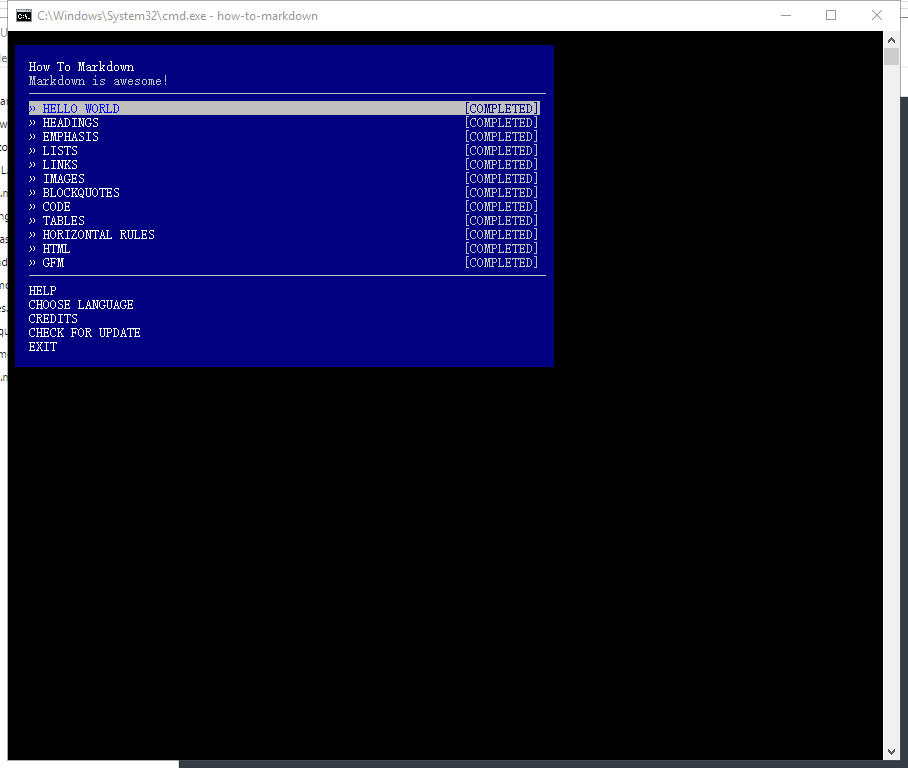 C:\Windows\System32\cmd.exe - how-to-markdown
How To Markdown
Markdown is awesome!
» HELLO WORLD [COMPLETED]
» HEADINGS [COMPLETED]
» EMPHASIS [COMPLETED]
» LISTS [COMPLETED]
» LINKS [COMPLETED]
» IMAGES [COMPLETED]
» BLOCKQUOTES [COMPLETED]
» CODE [COMPLETED]
» TABLES [COMPLETED]
» HORIZONTAL RULES [COMPLETED]
» HTML [COMPLETED]
» GFM [COMPLETED]
HELP
CHOOSE LANGUAGE
CREDITS
CHECK FOR UPDATE
EXIT